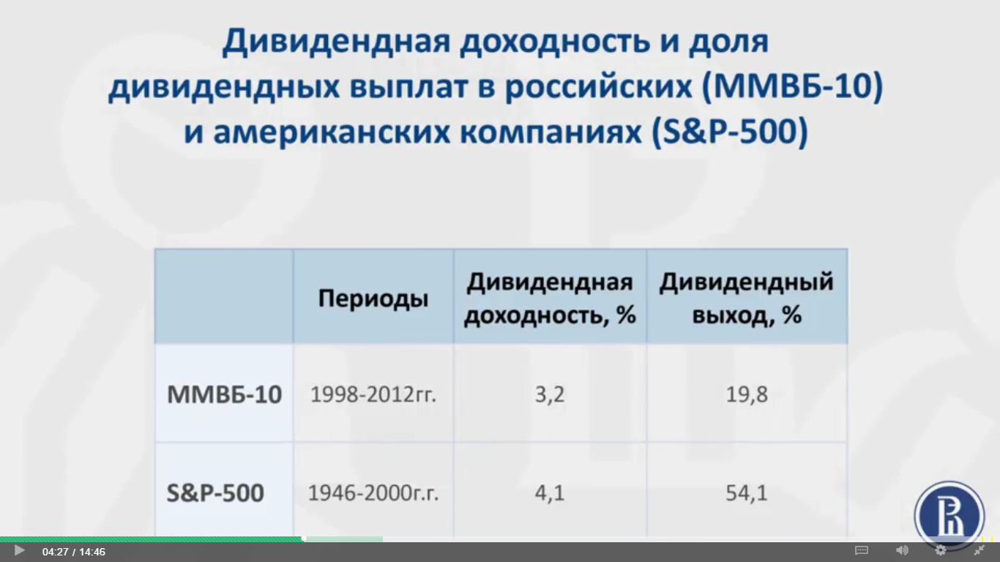 Дивидендная доходность и доля
дивидендных выплат в российских (ММВБ-10)
и американских компаниях (S&P-500)
Периоды
Дивидендная
доходность, %
Дивидендный
выход, %
ММВБ-10 1998-2012гг. 3,2 19,8
S&P-500 1946-2000г.г. 4,1 54,1
04:27 / 14:46